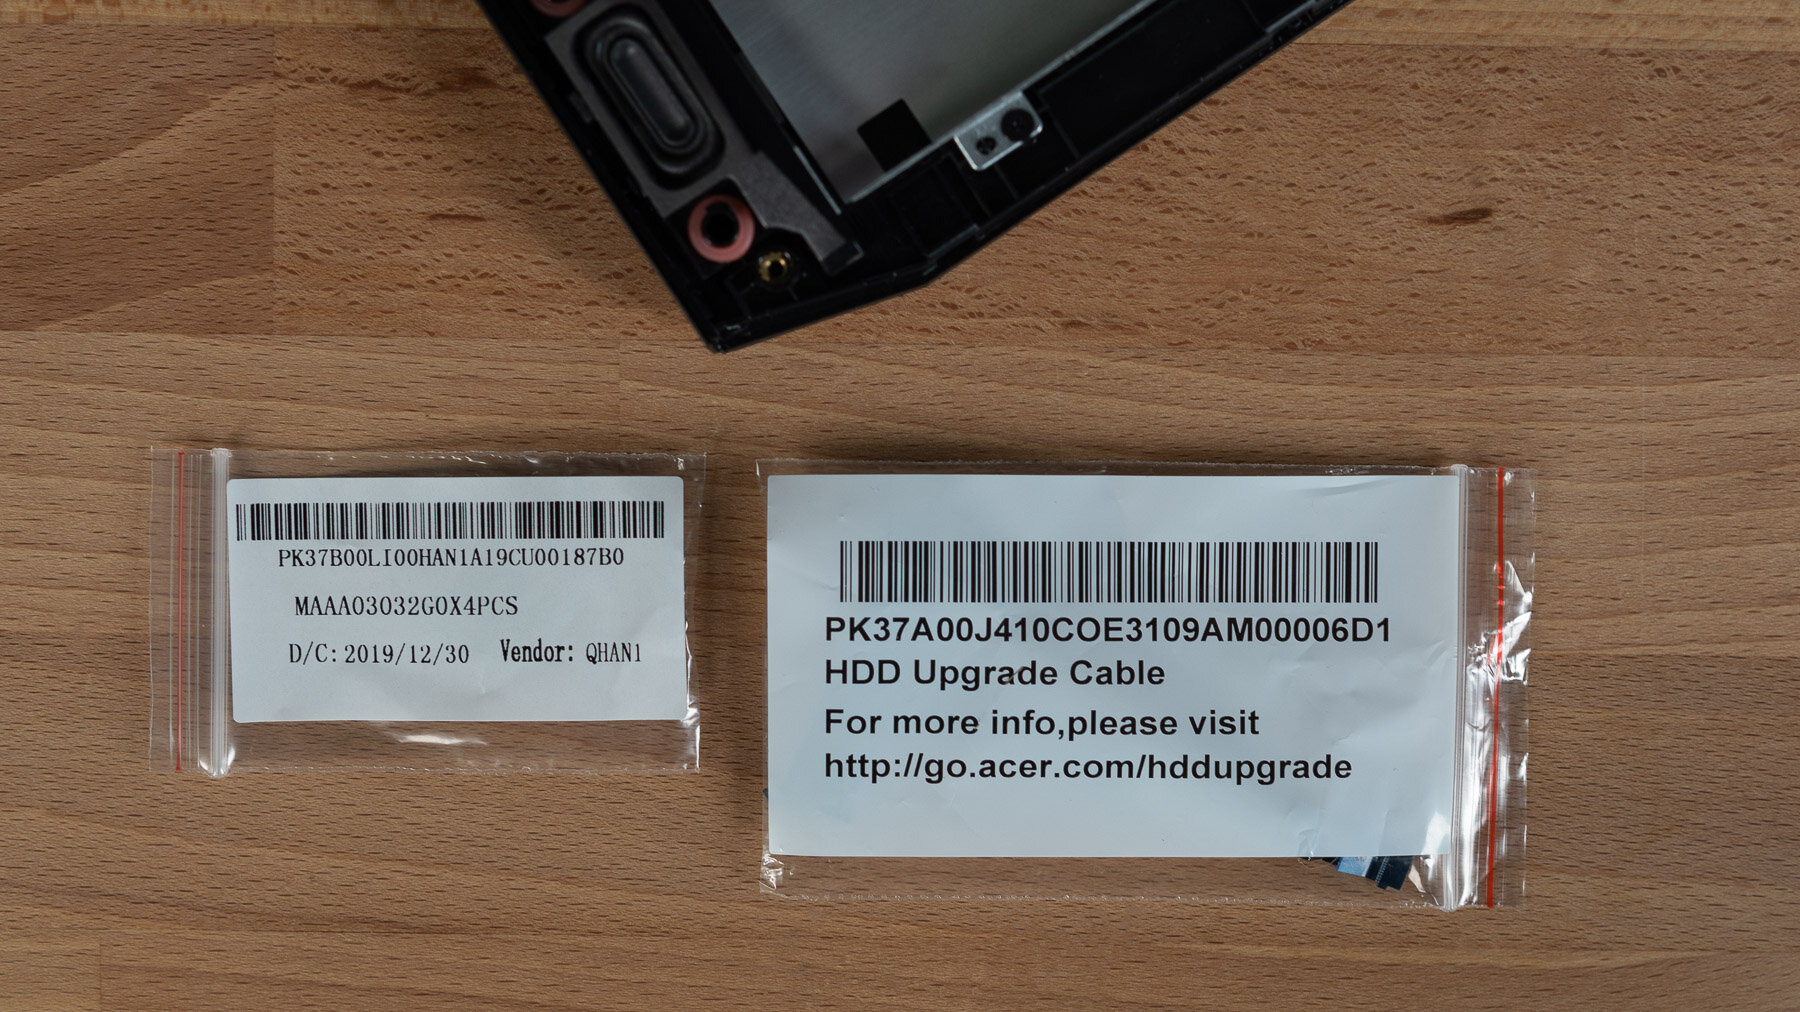 PK37B00LI00HAN1A19CU00187B0
MAAA03032G0X4PCS
D/C: 2019/12/30 Vendor: QHAN1
PK37A00J410COE3109AM00006D1
HDD Upgrade Cable
For more info,please visit
http://go.acer.com/hddupgrade